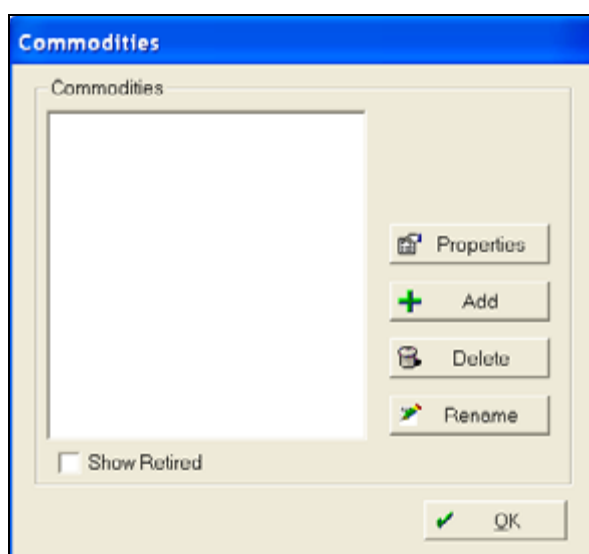 Commodities
Commodities
Properties
Add
Delete
Rename
Show Retired
OK